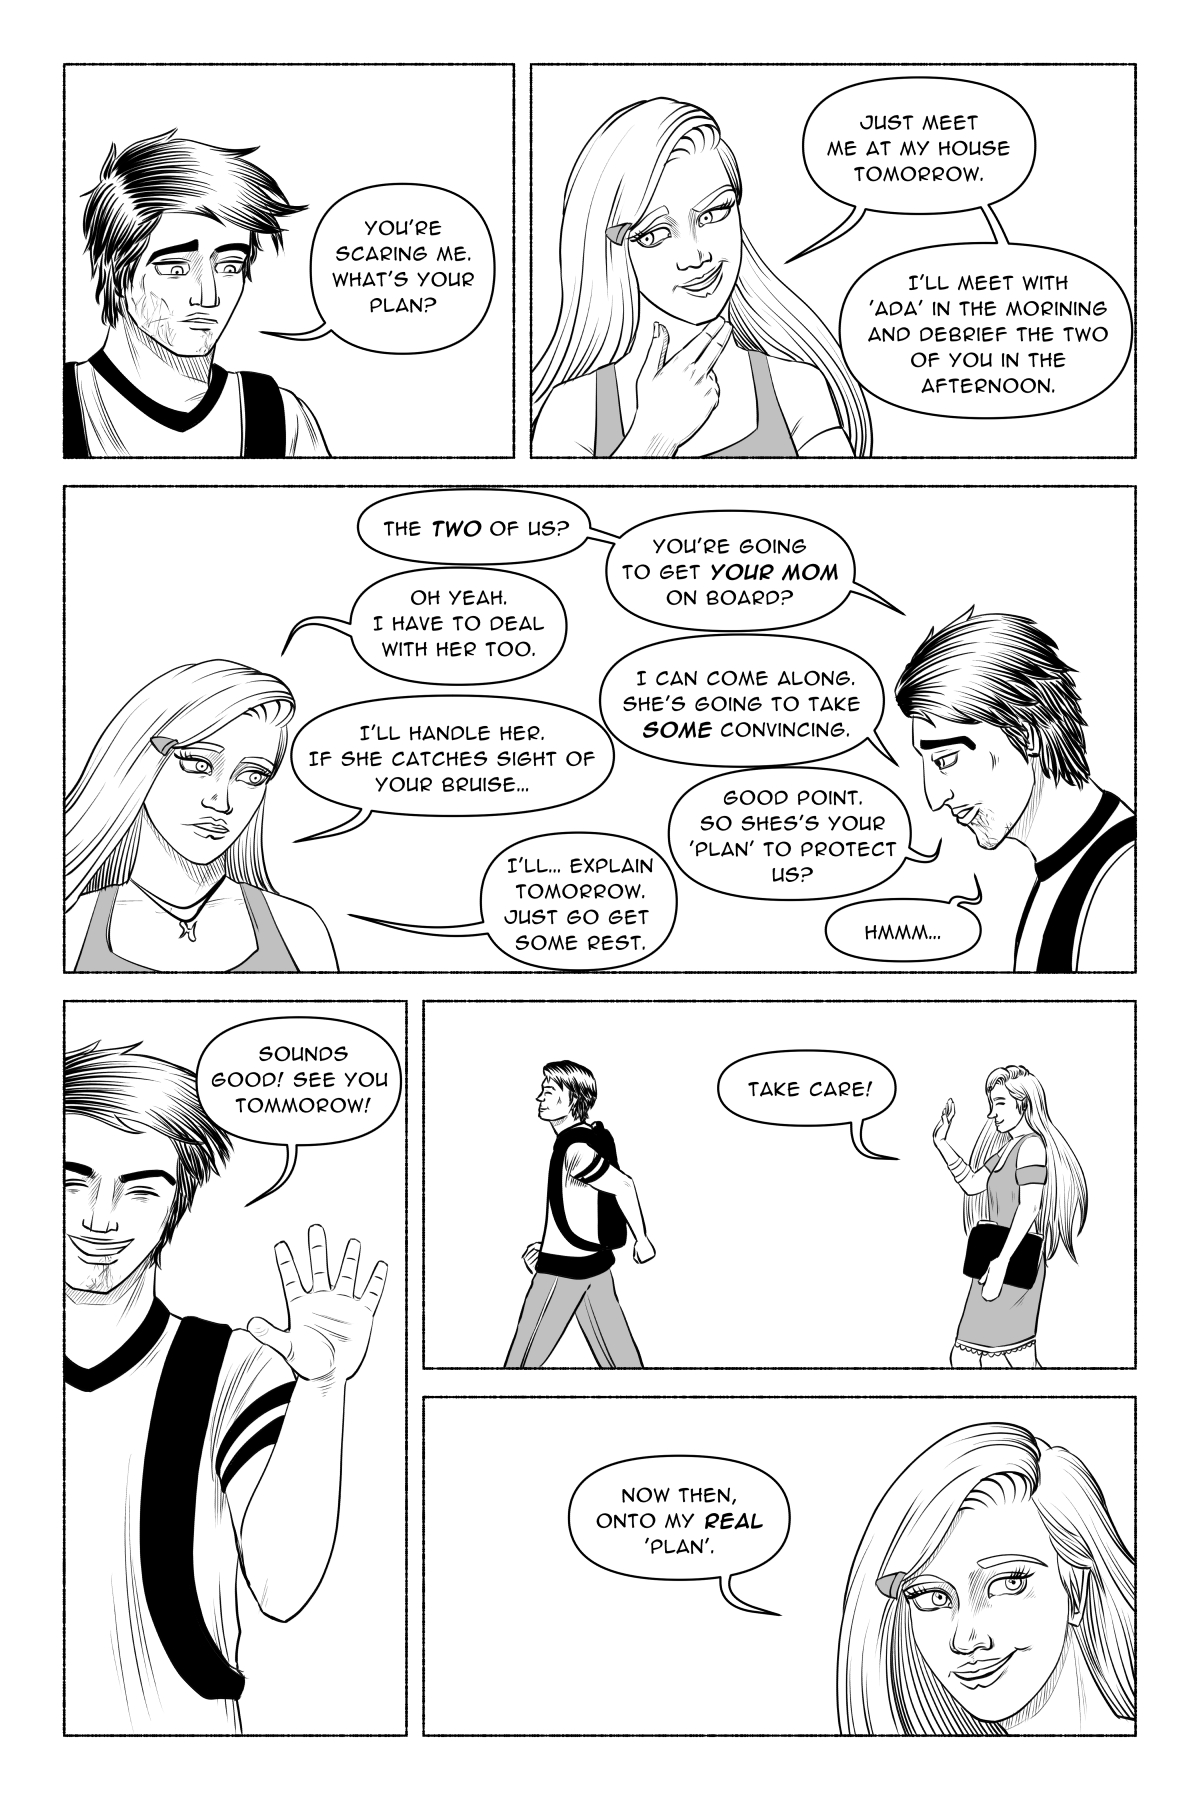 YOU'RE
SCARING ME.
WHAT'S YOUR
PLAN?
JUST MEET
ME AT MY HOUSE
TOMORROW.
I'LL MEET WITH
'ADA' IN THE MORINING
AND DEBRIEF THE TWO
OF YOU IN THE
AFTERNOON.
THE TWO OF US?
YOU'RE GOING
TO GET YOUR MOM
ON BOARD?
OH YEAH.
I HAVE TO DEAL
WITH HER TOO.
I CAN COME ALONG.
SHE'S GOING TO TAKE
SOME CONVINCING.
I'LL HANDLE HER.
IF SHE CATCHES SIGHT OF
YOUR BRUISE...
GOOD POINT.
SO SHES'S YOUR
'PLAN' TO PROTECT
US?
I'LL... EXPLAIN
TOMORROW.
JUST GO GET
SOME REST.
HMMM...
SOUNDS
GOOD! SEE YOU
TOMMOROW!
TAKE CARE!
NOW THEN,
ONTO MY REAL
'PLAN'.